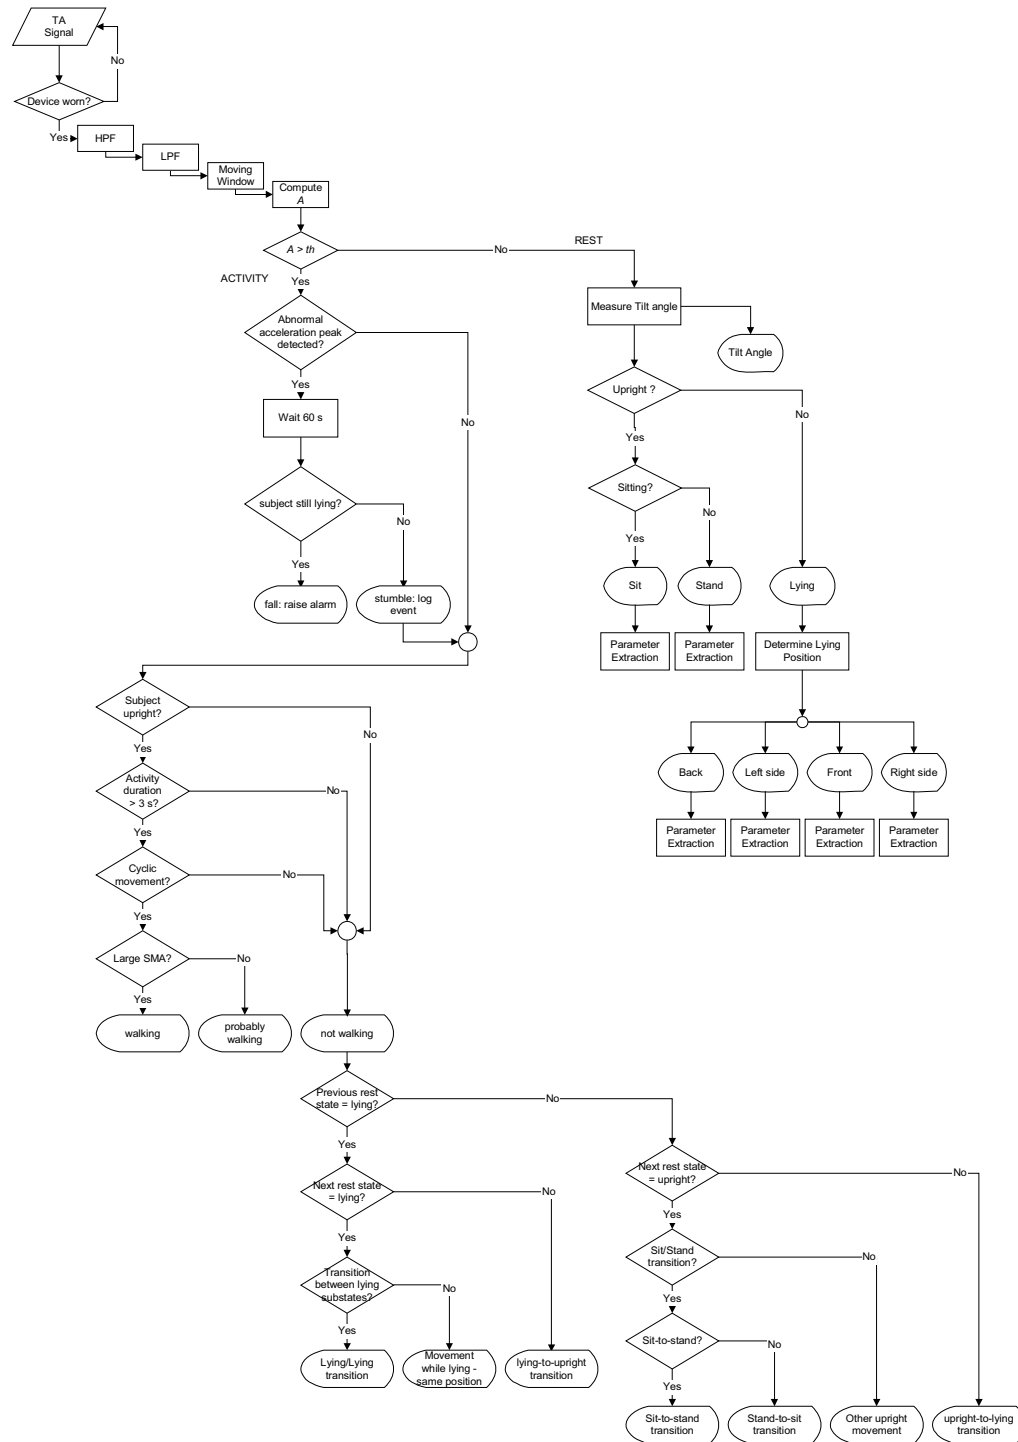 TA
Signal
No
Device worn?
Yes
HPF
LPF
Moving
Window
Compute
A
A > th
No
REST
ACTIVITY
Yes
Measure Tilt angle
Tilt Angle
Abnormal
acceleration peak
detected?
Yes
No
Wait 60 s
Upright ?
No
Yes
subject still lying?
No
Yes
Sitting?
No
Yes
fall: raise alarm
stumble: log
event
Sit
Stand
Lying
Parameter
Extraction
Parameter
Extraction
Determine Lying
Position
Subject
upright?
No
Yes
Back
Left side
Front
Right side
Parameter
Extraction
Parameter
Extraction
Parameter
Extraction
Parameter
Extraction
Activity
duration
> 3 s?
No
Yes
Cyclic
movement?
No
Yes
Large SMA?
No
Yes
walking
probably
walking
not walking
Previous rest
state = lying?
No
Yes
Next rest state
= lying?
No
Yes
Next rest state
= upright?
No
Yes
Transition
between lying
substates?
No
Yes
Sit/Stand
transition?
No
Yes
Lying/Lying
transition
Movement
while lying -
same position
lying-to-upright
transition
Sit-to-stand?
No
Yes
Sit-to-stand
transition
Stand-to-sit
transition
Other upright
movement
upright-to-lying
transition